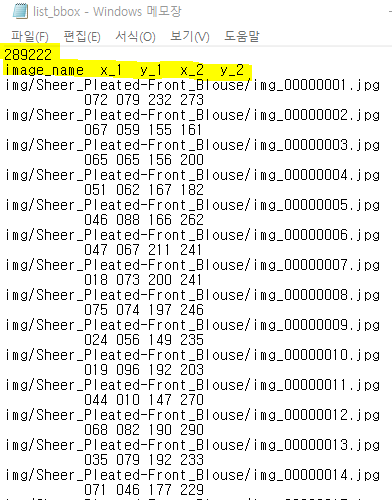 list_bbox - Windows 메모장
파일(F) 편집(E) 서식(O) 보기(V) 도움말
289222
image_name x_1 y_1 x_2 y_2
img/Sheer_Pleated-Front_Blouse/img_00000001.jpg
072 079 232 273
img/Sheer_Pleated-Front_Blouse/img_00000002.jpg
067 059 155 161
img/Sheer_Pleated-Front_Blouse/img_00000003.jpg
065 065 156 200
img/Sheer_Pleated-Front_Blouse/img_00000004.jpg
051 062 167 182
img/Sheer_Pleated-Front_Blouse/img_00000005.jpg
046 088 166 262
img/Sheer_Pleated-Front_Blouse/img_00000006.jpg
047 067 211 241
img/Sheer_Pleated-Front_Blouse/img_00000007.jpg
018 073 200 241
img/Sheer_Pleated-Front_Blouse/img_00000008.jpg
075 074 197 246
img/Sheer_Pleated-Front_Blouse/img_00000009.jpg
024 056 149 235
img/Sheer_Pleated-Front_Blouse/img_00000010.jpg
019 096 192 203
img/Sheer_Pleated-Front_Blouse/img_00000011.jpg
044 010 147 270
img/Sheer_Pleated-Front_Blouse/img_00000012.jpg
068 082 190 290
img/Sheer_Pleated-Front_Blouse/img_00000013.jpg
035 079 192 233
img/Sheer_Pleated-Front_Blouse/img_00000014.jpg
071 046 177 229